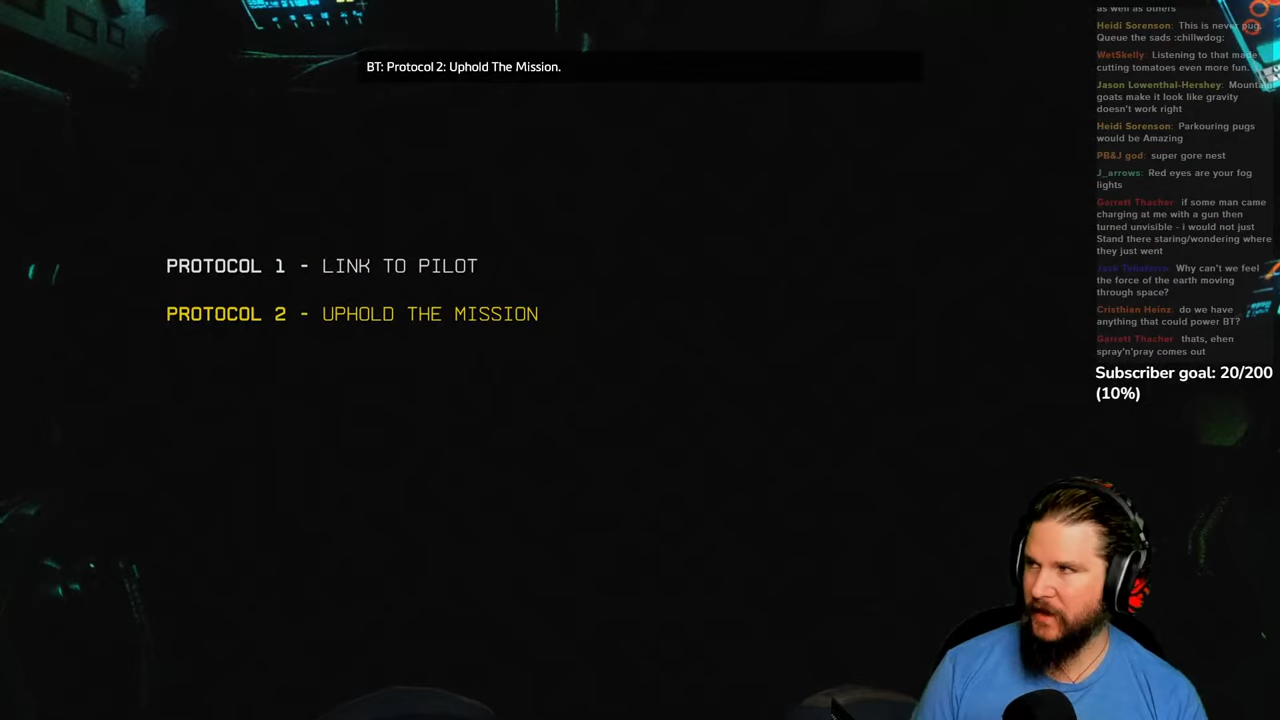 BT: Protocol 2: Uphold The Mission.
PROTOCOL 1 - LINK TO PILOT
PROTOCOL 2 - UPHOLD THE MISSION
as well as others
Heidi Sorenson: This is never pug.
Queue the sads :chillwdog:
WetSkelly: Listening to that made
cutting tomatoes even more fun.
Jason Lowenthal-Hershey: Mountain
goats make it look like gravity
doesn't work right
Heidi Sorenson: Parkouring pugs
would be Amazing
PB&J god: super gore nest
J_arrows: Red eyes are your fog
lights
Garrett Thacher: if some man came
charging at me with a gun then
turned unvisible - i would not just
Stand there staring/wondering where
they just went
Why can't we feel
the force of the earth moving
through space?
Cristhian Heinz: do we have
anything that could power BT?
Garrett Thacher: thats, ehen
spray'n'pray comes out
Subscriber goal: 20/200
(10%)